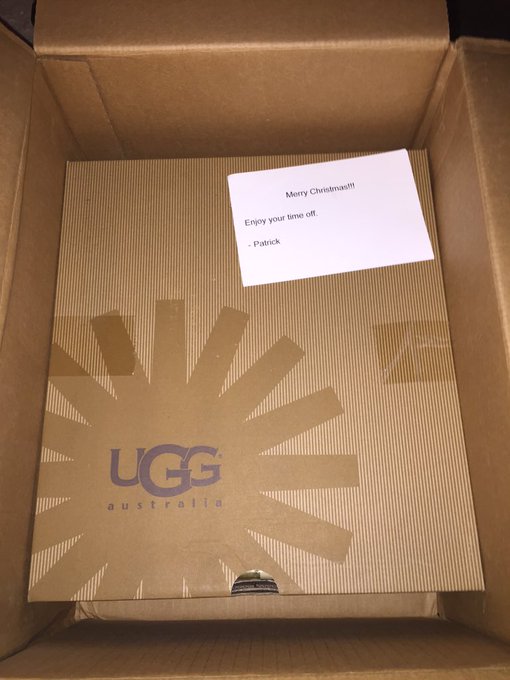 Merry Christmas!!!
Enjoy your time off.
- Patrick
UGG®
australia